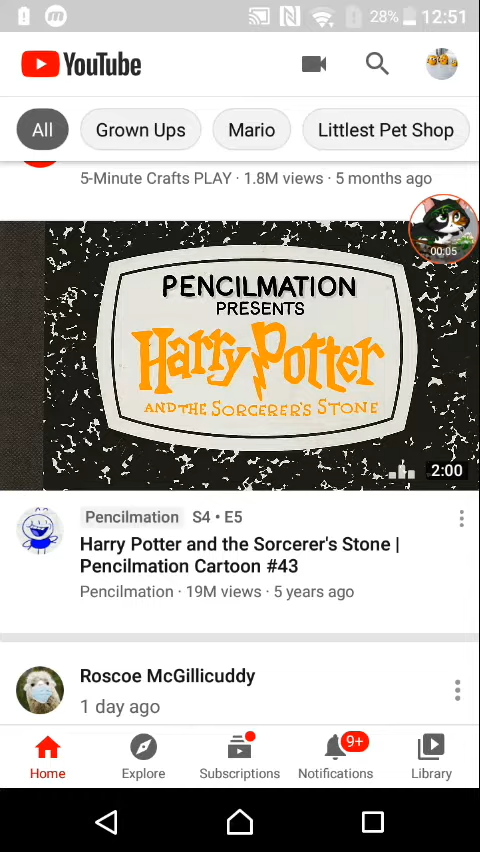 28% 12:51
YouTube
All Grown Ups Mario Littlest Pet Shop
5-Minute Crafts PLAY · 1.8M views · 5 months ago
00:05
PENCILMATION
PRESENTS
Harry Potter
AND THE SORCERER'S STONE
2:00
Pencilmation S4 • E5
Harry Potter and the Sorcerer's Stone |
Pencilmation Cartoon #43
Pencilmation · 19M views · 5 years ago
Roscoe McGillicuddy
1 day ago
9+
Home Explore Subscriptions Notifications Library